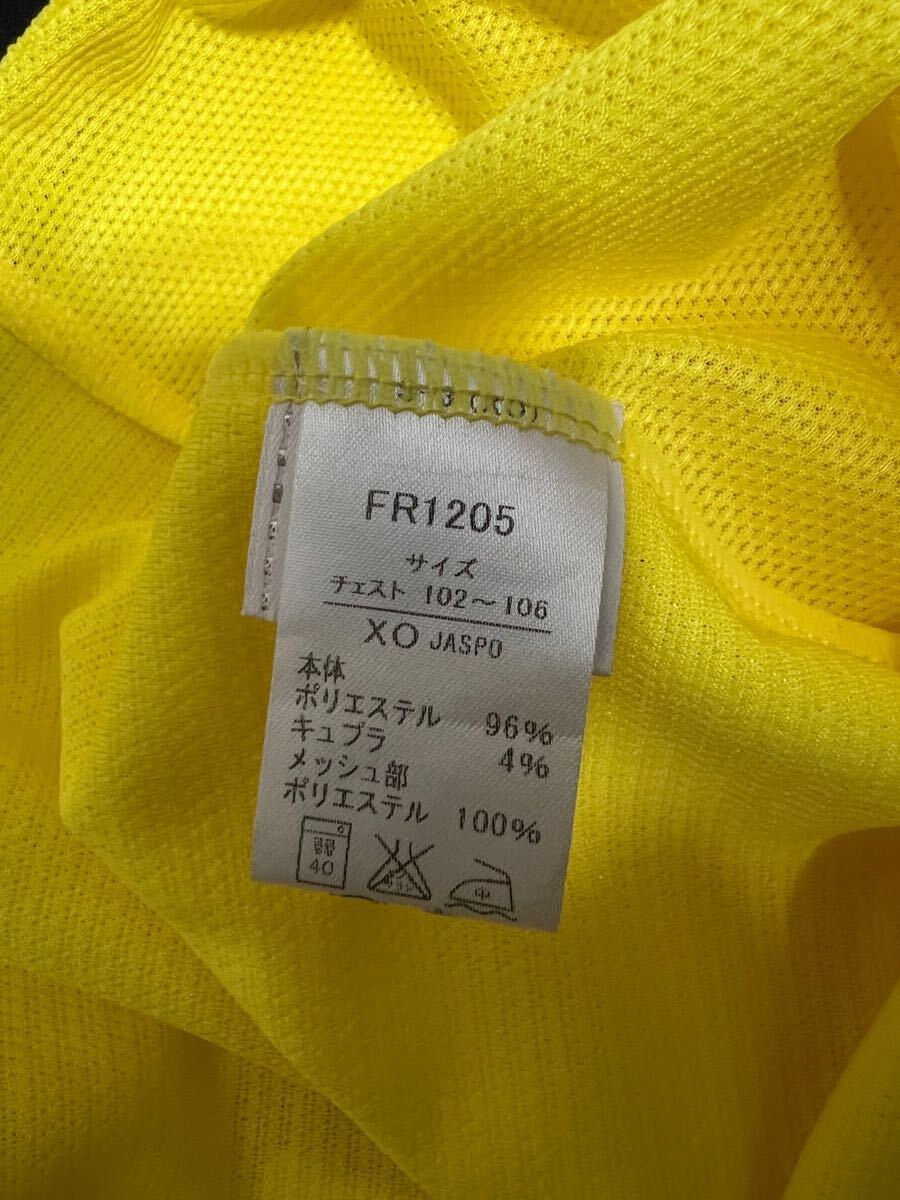 FR1205
サイズ
チェスト 102～106
XO JASPO
本体
ポリエステル 96%
キュプラ 4%
メッシュ部
ポリエステル 100%
40
中